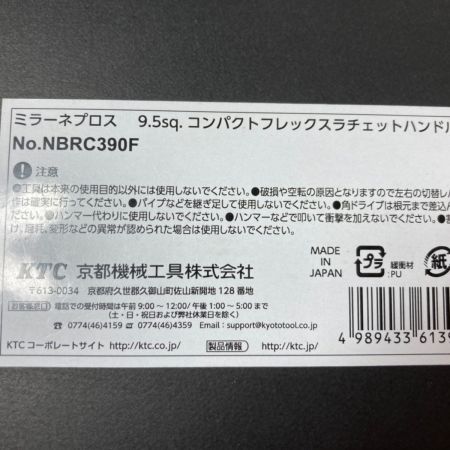 ミラーネプロス 9.5sq. コンパクトフレックスラチェットハンドル
No.NBRC390F
注意
●工具は本来の使用目的以外には使用しないでください。●破損や空転の原因となりますので左右の切替レ
作は確実に行ってください。●パイプなどを継ぎ足して使用しないでください。●角ドライブは根元まで差込ん
さい。●ハンマー代わりに使用しないでください。●ハンマーなどで叩いて衝撃を加えないでください。
け、磨耗、変形などの異常が認められた場合は使用しないでください。
KTC 京都機械工具株式会社
〒613-0034 京都府久世郡久御山町佐山新開地 128 番地
お客様窓口 電話での受付時間は午前 9:00 ~ 12:00/ 午後 1:00 ~ 5:00 まで
(土・日・祝日および弊社休業日を除く)
(0774)46-4159 (0774)46-4359 Email : support@kyototool.co.jp
KTC コーポレートサイト http://ktc.co.jp/ 製品情報 http://ktc.jp/
MADE IN
JAPAN
プラ
緩衝材
:PU
紙
4 989433 6139